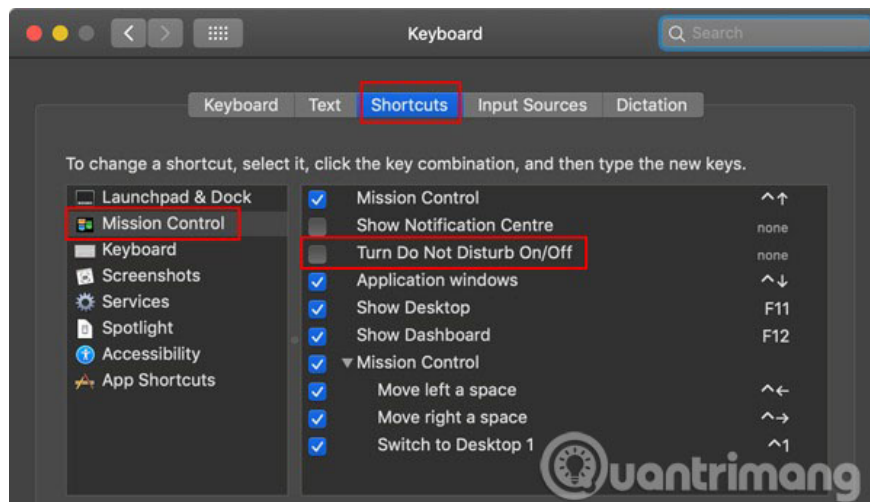 Keyboard
Search
Keyboard Text Shortcuts Input Sources Dictation
To change a shortcut, select it, click the key combination, and then type the new keys.
Launchpad & Dock
Mission Control
Keyboard
Screenshots
Services
Spotlight
Accessibility
App Shortcuts
Mission Control ^↑
Show Notification Centre none
Turn Do Not Disturb On/Off none
Application windows ^↓
Show Desktop F11
Show Dashboard F12
Mission Control
Move left a space ^←
Move right a space ^→
Switch to Desktop 1 ^1
Quantrimang